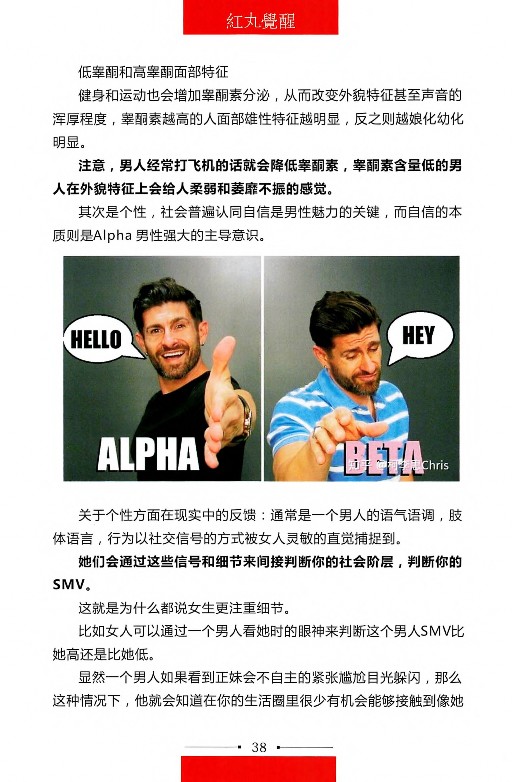 紅丸覺醒
低睾酮和高睾酮面部特征
健身和运动也会增加睾酮素分泌，从而改变外貌特征甚至声音的
浑厚程度，睾酮素越高的人面部雄性特征越明显，反之则越娘化幼化
明显。
注意，男人经常打飞机的话就会降低睾酮素，睾酮素含量低的男
人在外貌特征上会给人柔弱和萎靡不振的感觉。
其次是个性，社会普遍认同自信是男性魅力的关键，而自信的本
质则是Alpha 男性强大的主导意识。
HELLO
HEY
ALPHA
BETA
Chris
关于个性方面在现实中的反馈：通常是一个男人的语气语调，肢
体语言，行为以社交信号的方式被女人灵敏的直觉捕捉到。
她们会通过这些信号和细节来间接判断你的社会阶层，判断你的
SMV。
这就是为什么都说女生更注重细节。
比如女人可以通过一个男人看她时的眼神来判断这个男人SMV比
她高还是比她低。
显然一个男人如果看到正妹会不自主的紧张尴尬目光躲闪，那么
这种情况下，他就会知道在你的生活圈里很少有机会能够接触到像她
38